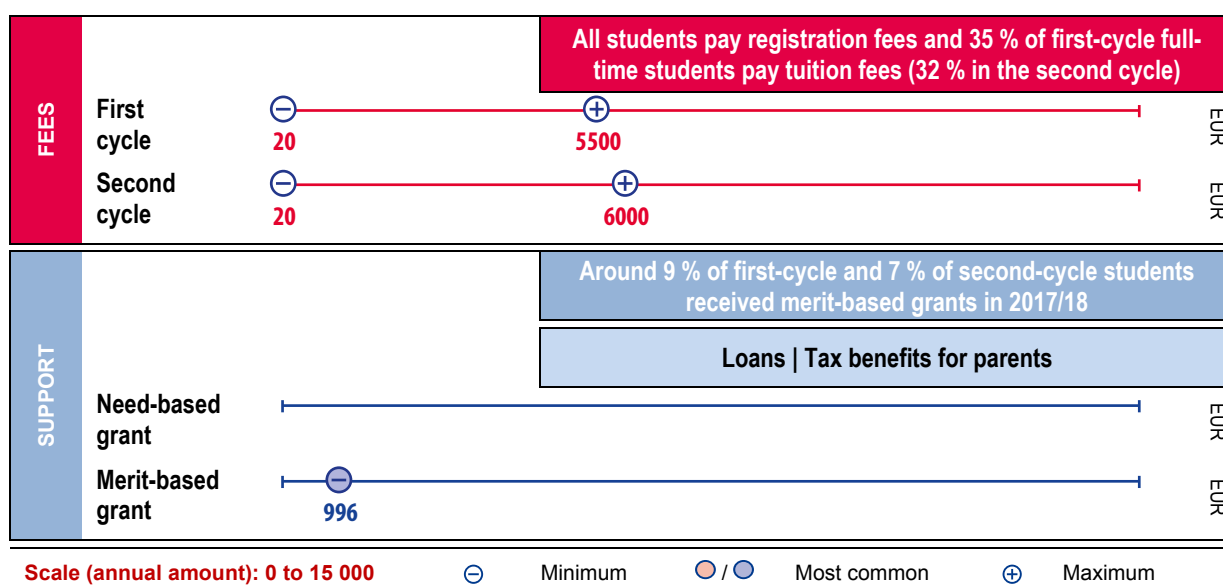 All students pay registration fees and 35 % of first-cycle full-
time students pay tuition fees (32 % in the second cycle)
FEES
First
cycle
20
5500
EUR
Second
cycle
20
6000
EUR
Around 9 % of first-cycle and 7 % of second-cycle students
received merit-based grants in 2017/18
Loans | Tax benefits for parents
SUPPORT
Need-based
grant
EUR
Merit-based
grant
996
EUR
Scale (annual amount): 0 to 15 000 Minimum / Most common Maximum